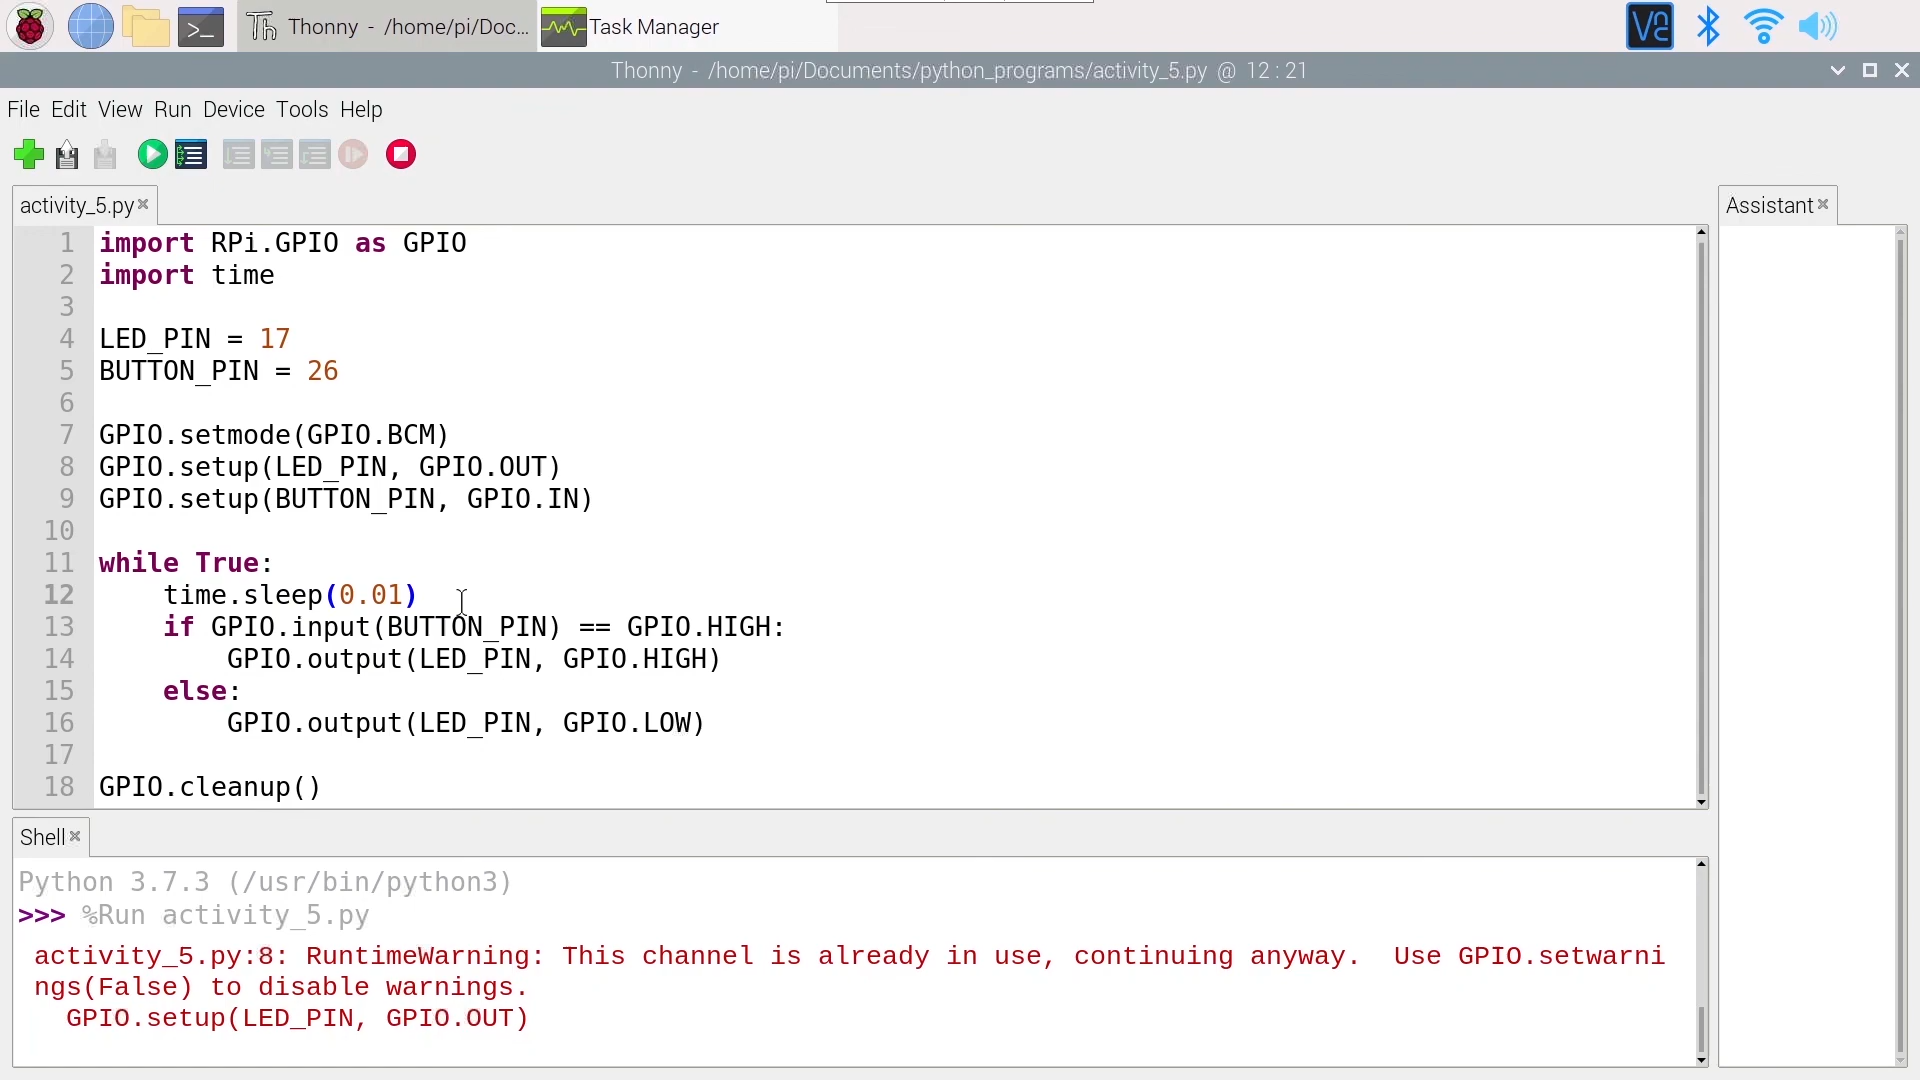 Thonny - /home/pi/Doc...
Task Manager
Thonny - /home/pi/Documents/python_programs/activity_5.py @ 12 : 21
File Edit View Run Device Tools Help
activity_5.py
Assistant
1 import RPi.GPIO as GPIO
2 import time
3
4 LED_PIN = 17
5 BUTTON_PIN = 26
6
7 GPIO.setmode(GPIO.BCM)
8 GPIO.setup(LED_PIN, GPIO.OUT)
9 GPIO.setup(BUTTON_PIN, GPIO.IN)
10
11 while True:
12     time.sleep(0.01)
13     if GPIO.input(BUTTON_PIN) == GPIO.HIGH:
14         GPIO.output(LED_PIN, GPIO.HIGH)
15     else:
16         GPIO.output(LED_PIN, GPIO.LOW)
17
18 GPIO.cleanup()
Shell
Python 3.7.3 (/usr/bin/python3)
>>> %Run activity_5.py
activity_5.py:8: RuntimeWarning: This channel is already in use, continuing anyway.  Use GPIO.setwarni
ngs(False) to disable warnings.
  GPIO.setup(LED_PIN, GPIO.OUT)